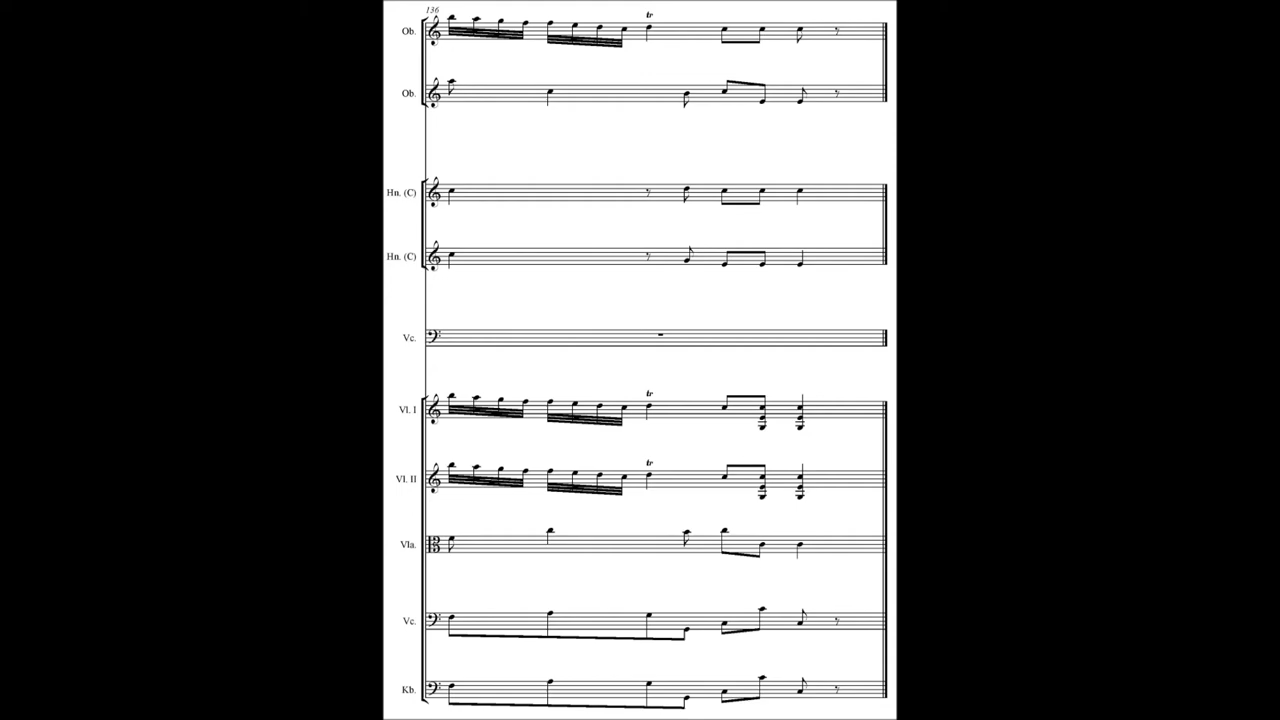 136
Ob.
tr
Ob.
Hn. (C)
Hn. (C)
Vc.
Vl. I
tr
Vl. II
tr
Vla.
Vc.
Kb.